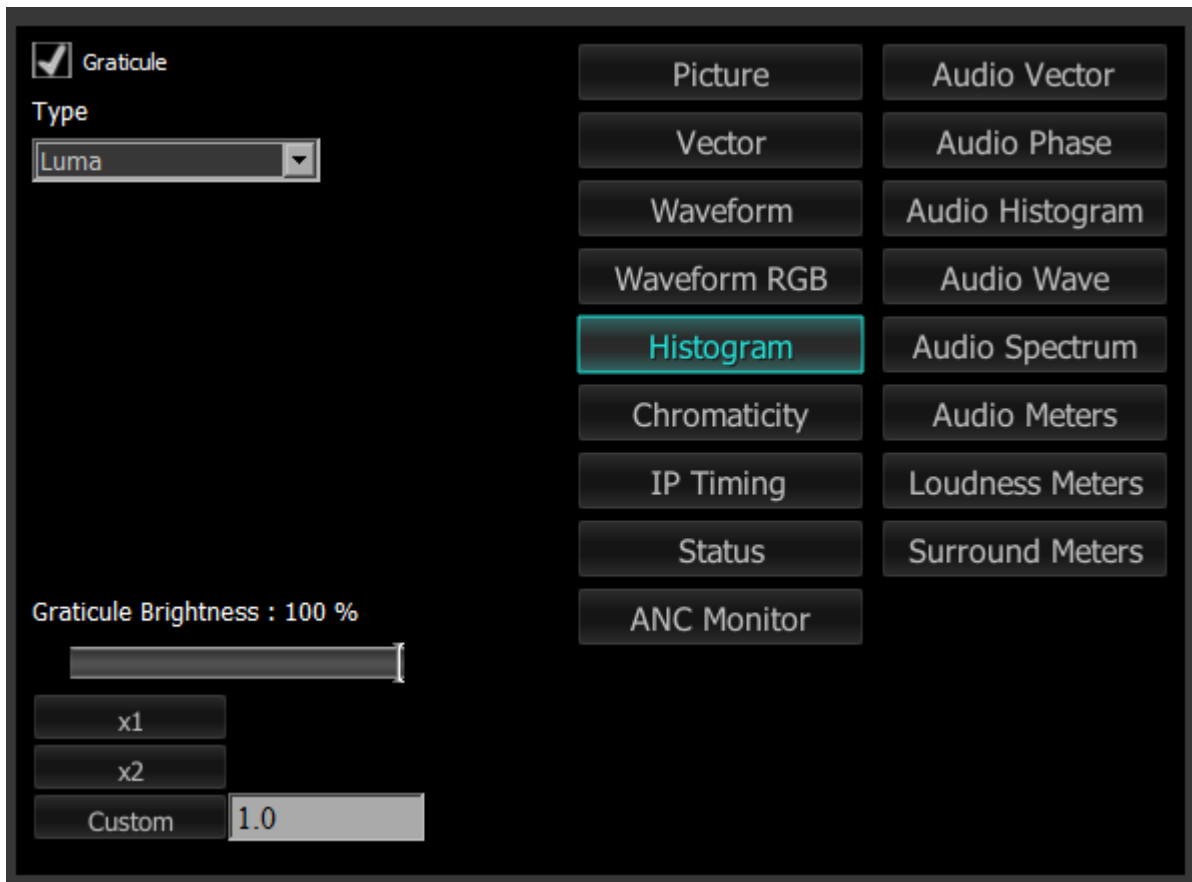 Graticule
Type
Luma
Graticule Brightness : 100 %
x1
x2
Custom 1.0
Picture
Vector
Waveform
Waveform RGB
Histogram
Chromaticity
IP Timing
Status
ANC Monitor
Audio Vector
Audio Phase
Audio Histogram
Audio Wave
Audio Spectrum
Audio Meters
Loudness Meters
Surround Meters